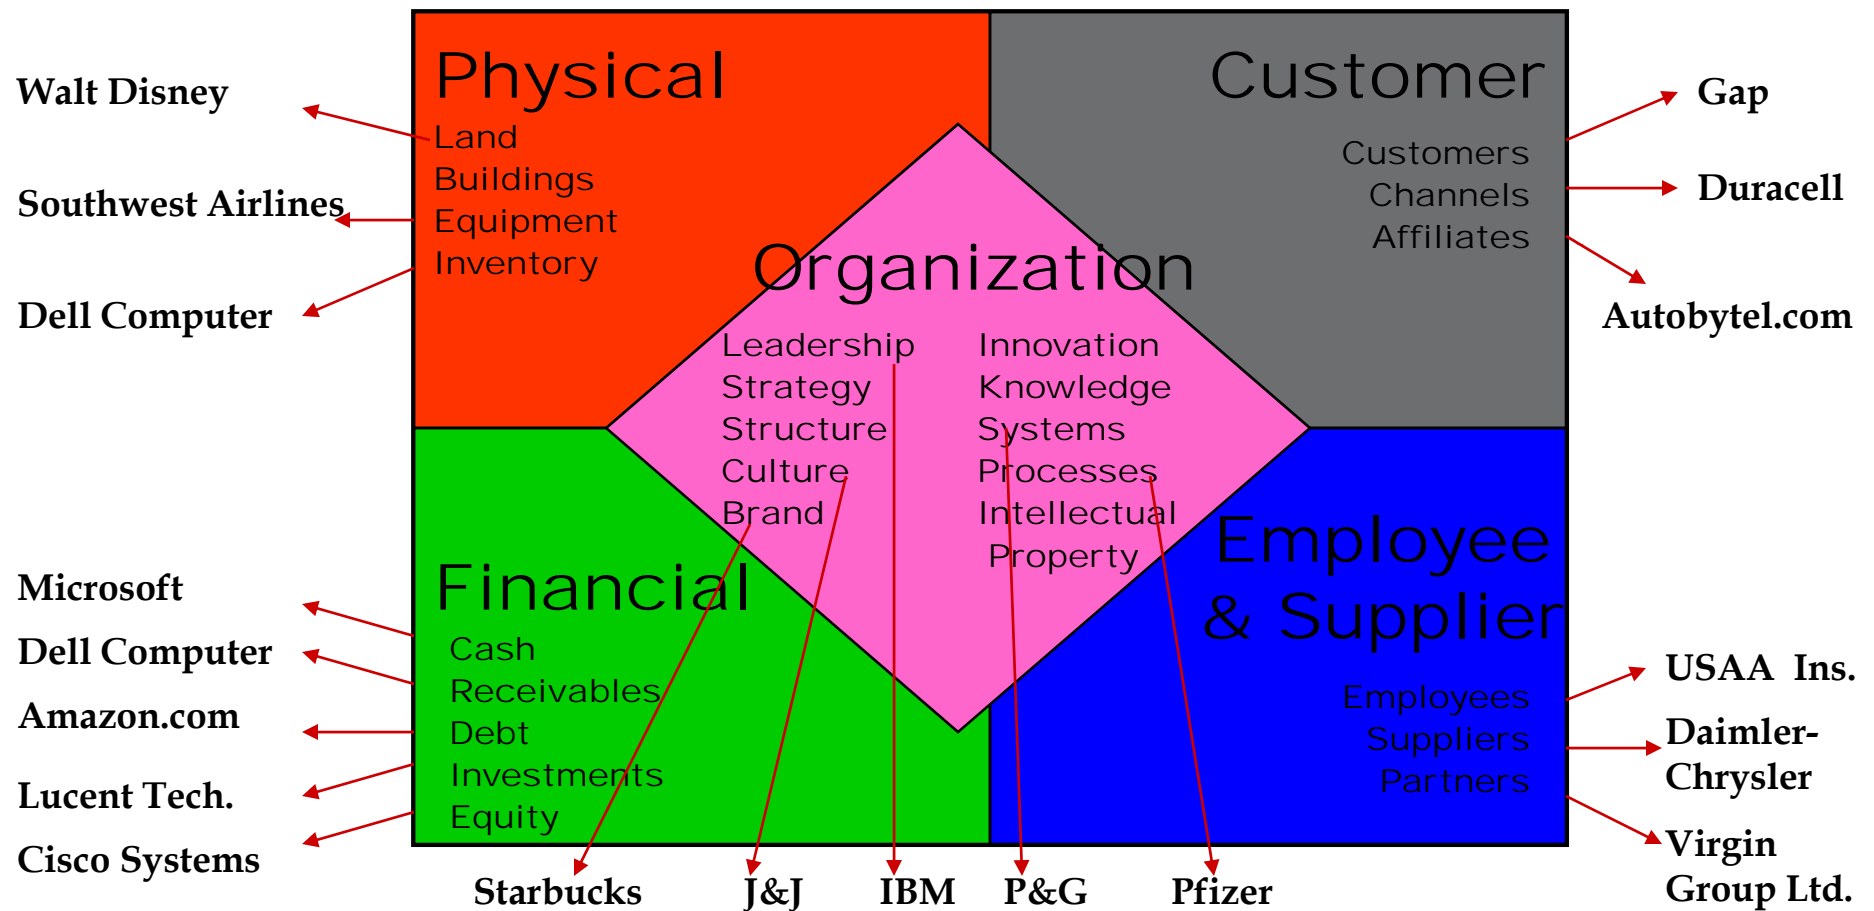 Walt Disney
Southwest Airlines
Dell Computer
Physical
Land
Buildings
Equipment
Inventory
Customer
Customers
Channels
Affiliates
Gap
Duracell
Autobytel.com
Organization
Leadership
Strategy
Structure
Culture
Brand
Innovation
Knowledge
Systems
Processes
Intellectual
Property
Microsoft
Dell Computer
Amazon.com
Lucent Tech.
Cisco Systems
Financial
Cash
Receivables
Debt
Investments
Equity
Employee
& Supplier
Employees
Suppliers
Partners
USAA Ins.
Daimler-
Chrysler
Virgin
Group Ltd.
Starbucks
J&J
IBM
P&G
Pfizer